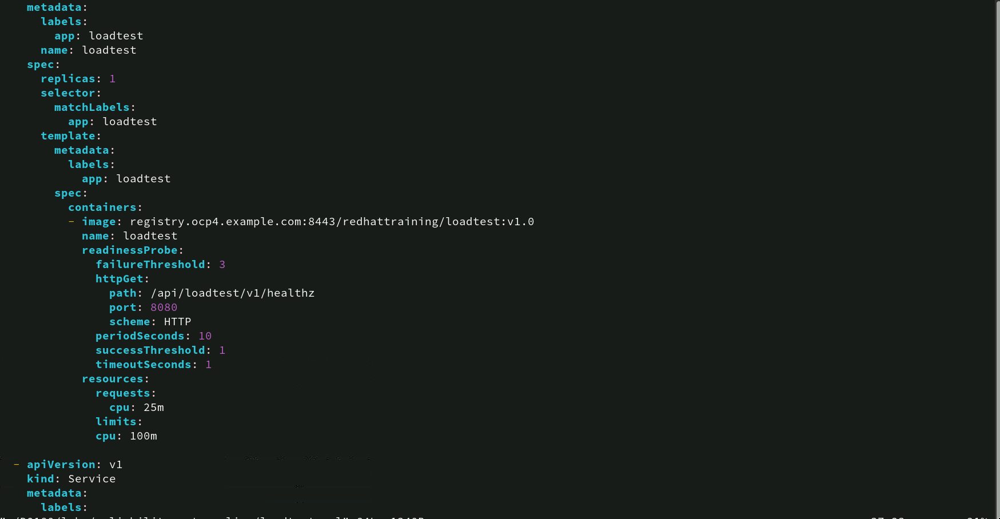 metadata:
      labels:
        app: loadtest
      name: loadtest
    spec:
      replicas: 1
      selector:
        matchLabels:
          app: loadtest
      template:
        metadata:
          labels:
            app: loadtest
        spec:
          containers:
          - image: registry.ocp4.example.com:8443/redhattraining/loadtest:v1.0
            name: loadtest
            readinessProbe:
              failureThreshold: 3
              httpGet:
                path: /api/loadtest/v1/healthz
                port: 8080
                scheme: HTTP
              periodSeconds: 10
              successThreshold: 1
              timeoutSeconds: 1
            resources:
              requests:
                cpu: 25m
              limits:
              cpu: 100m

  - apiVersion: v1
    kind: Service
    metadata:
      labels: